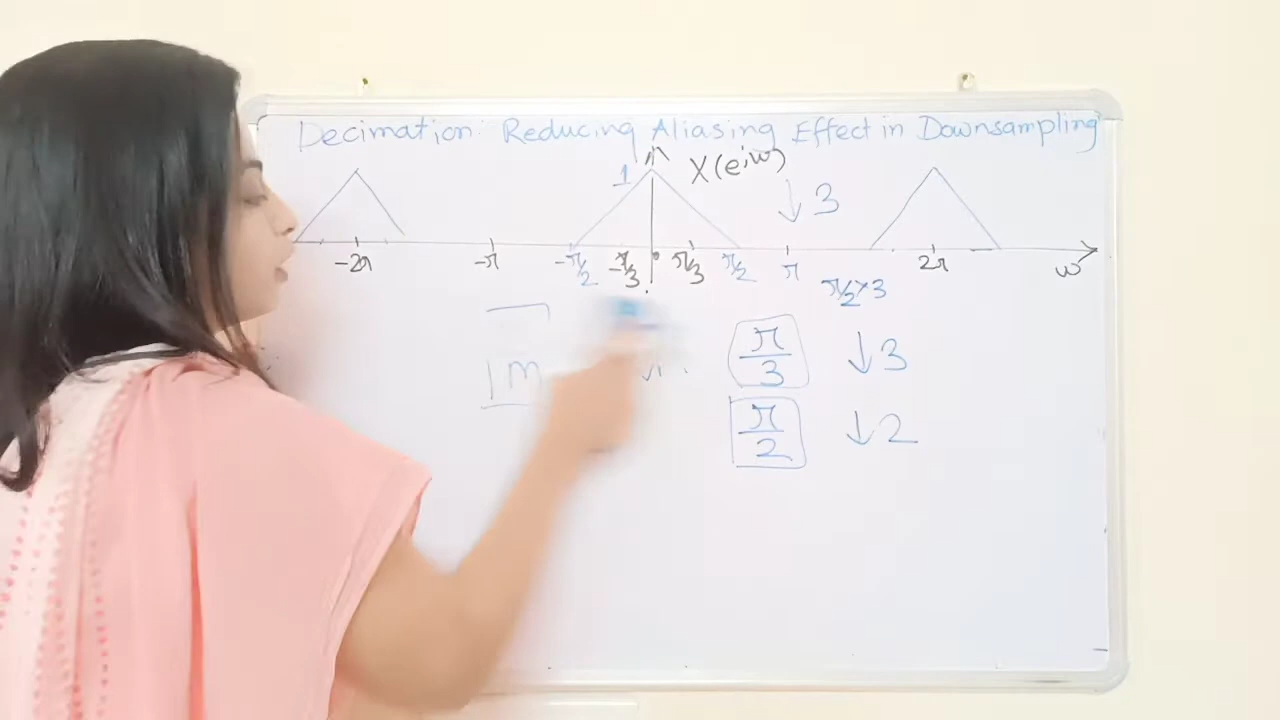 Decimation: Reducing Aliasing Effect in Downsampling
1 X(e^jω) ↓3
-2π -π -π/2 -π/3 0 π/3 π/2 π 2π ω
π/2×3
π/3 ↓3
m
π/2 ↓2